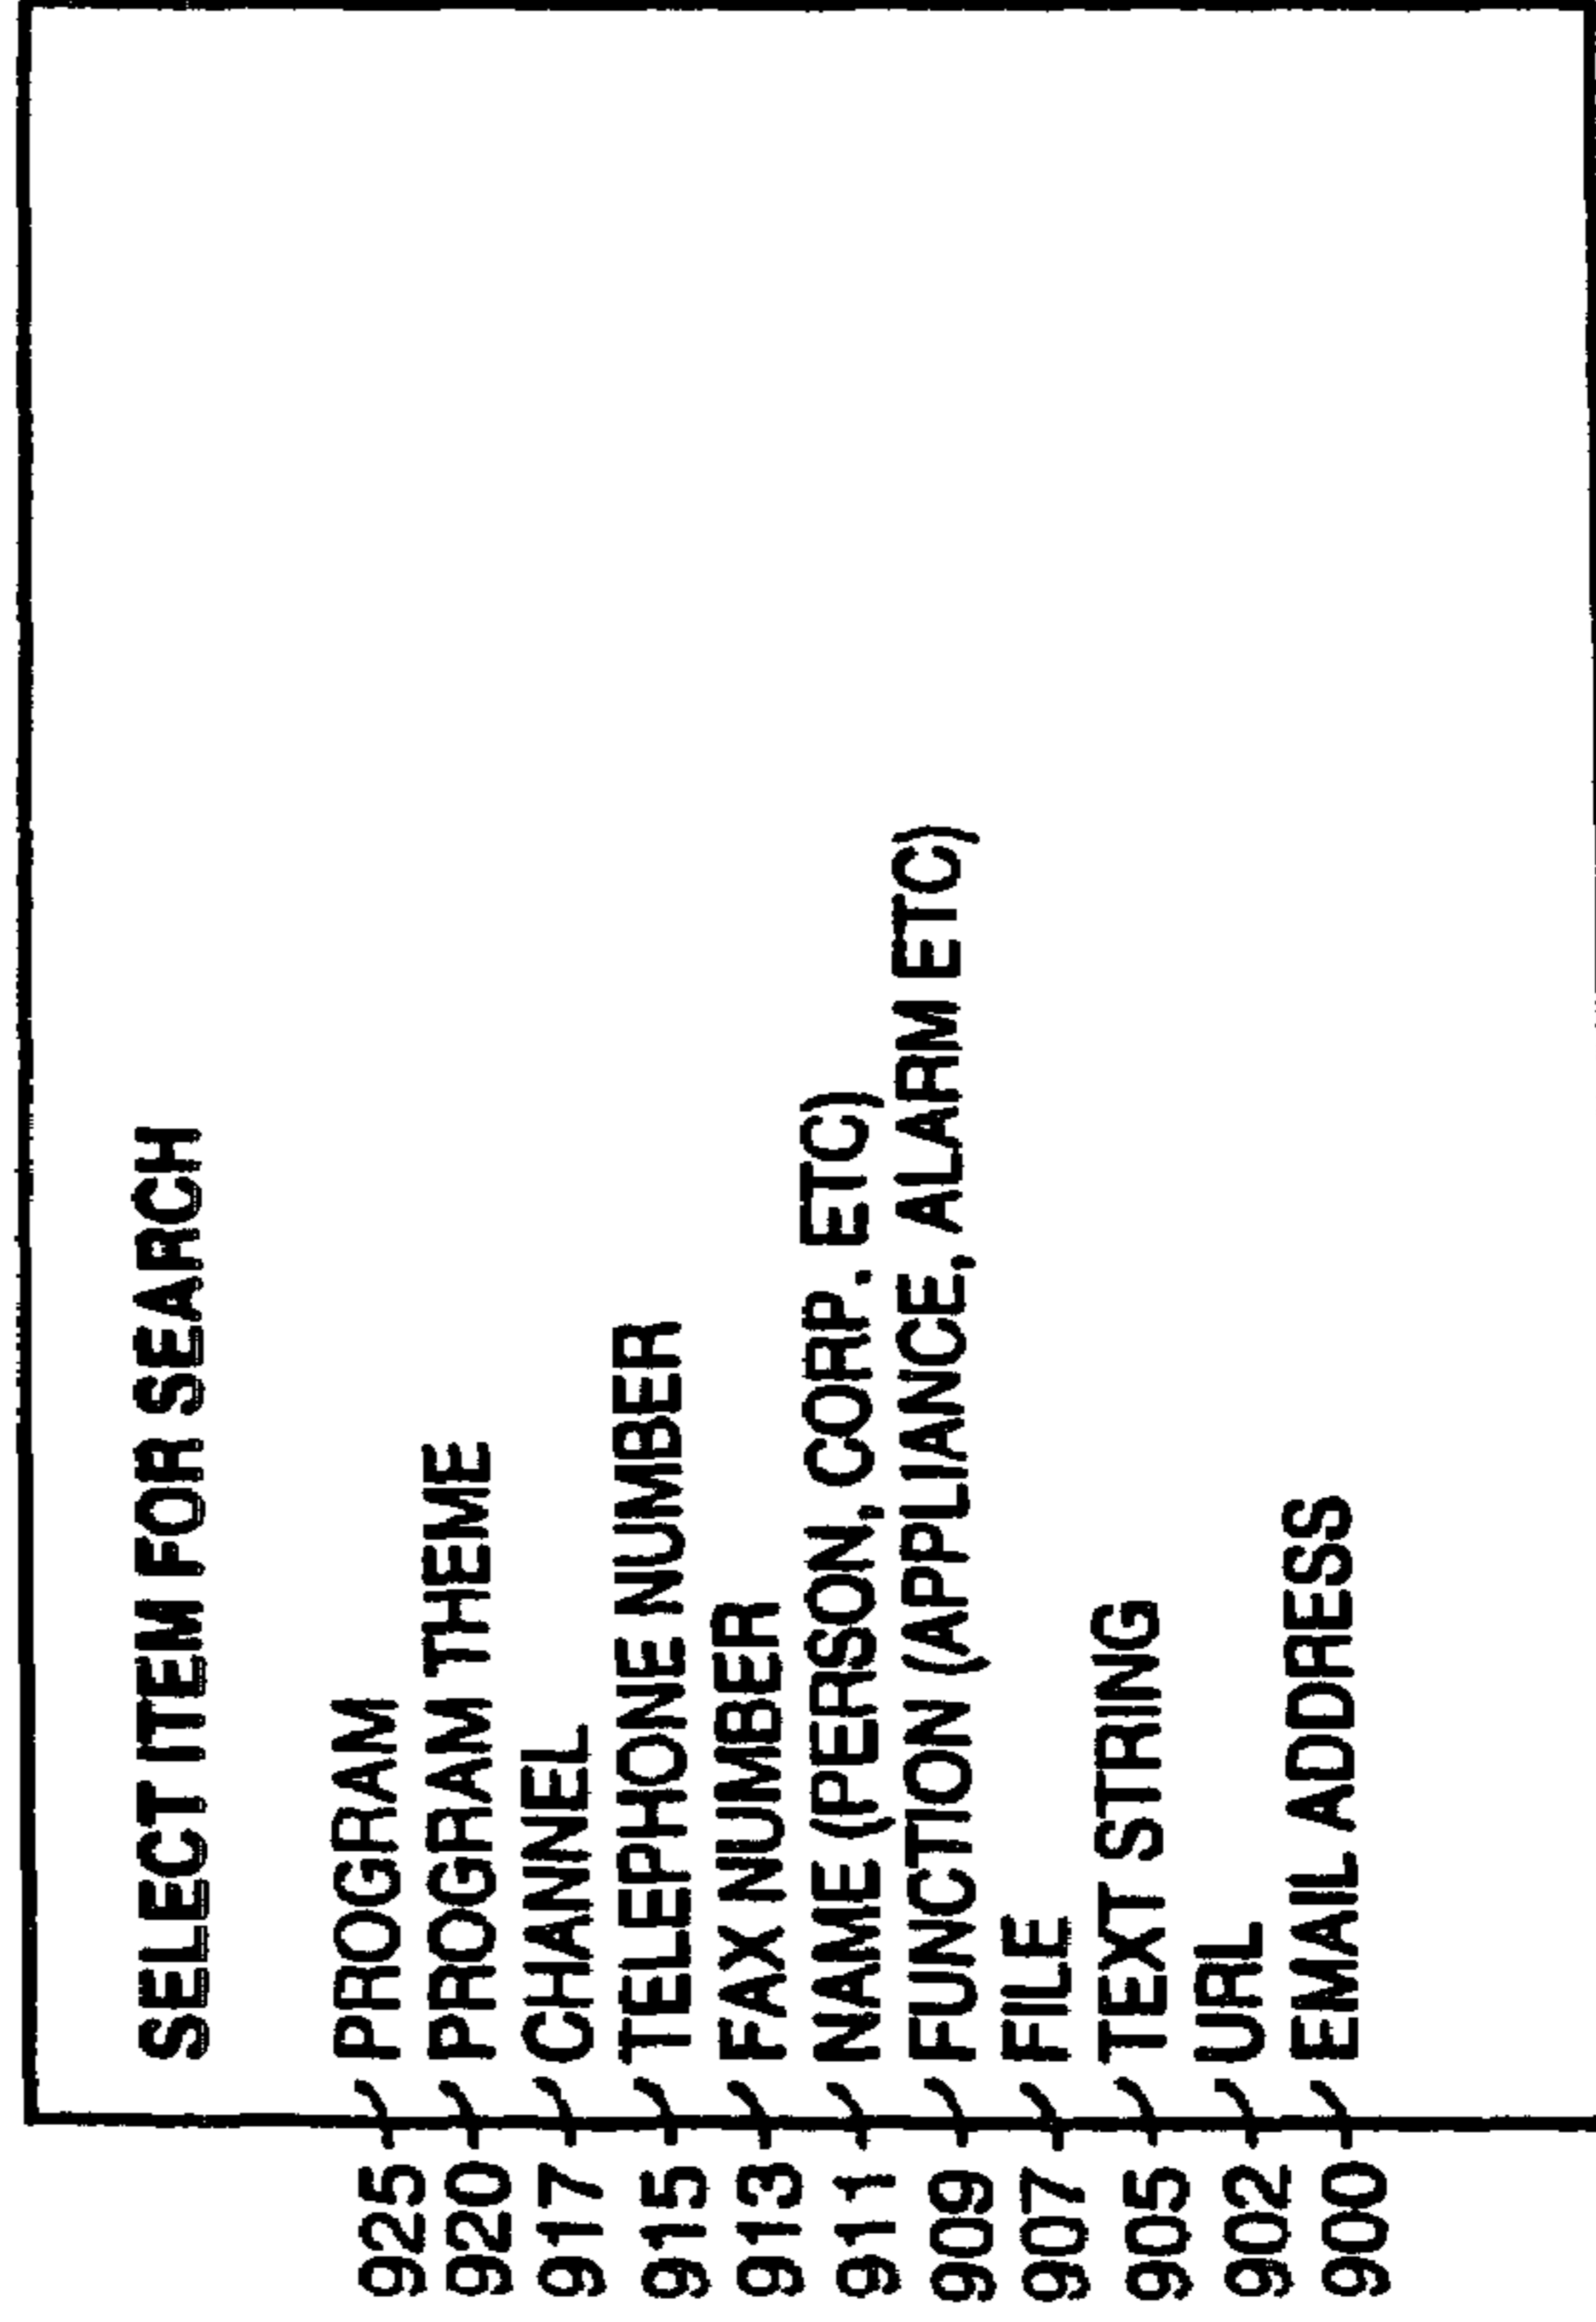 SELECT ITEM FOR SEARCH
925 PROGRAM
920 PROGRAM THEME
917 CHANNEL
915 TELEPHONE NUMBER
913 FAX NUMBER
911 NAME (PERSON, CORP. ETC)
909 FUNCTION (APPLIANCE, ALARM ETC)
907 FILE
905 TEXT STRING
902 URL
900 EMAIL ADDRESS